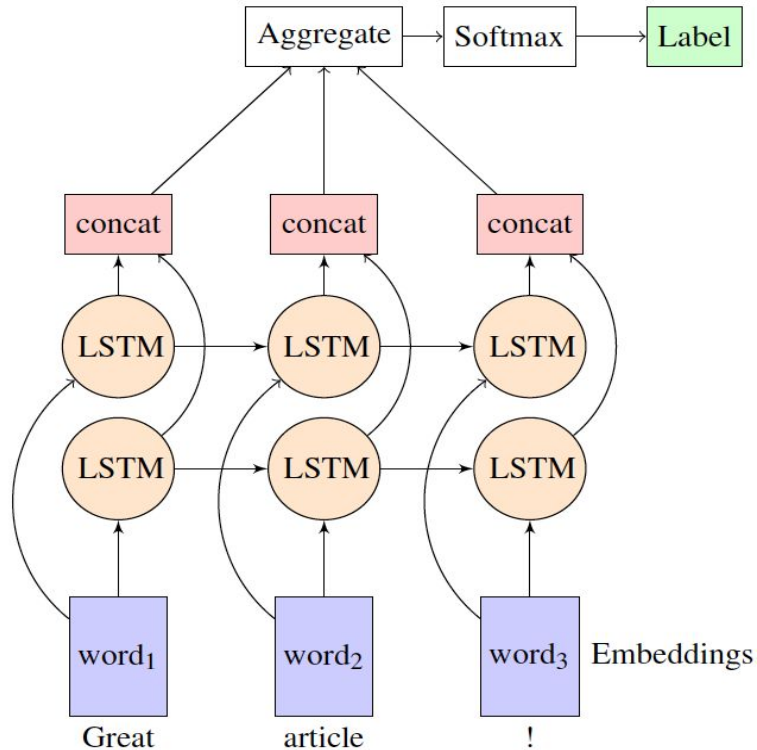 Aggregate Softmax Label
concat concat concat
LSTM LSTM LSTM
LSTM LSTM LSTM
word₁ word₂ word₃ Embeddings
Great article !